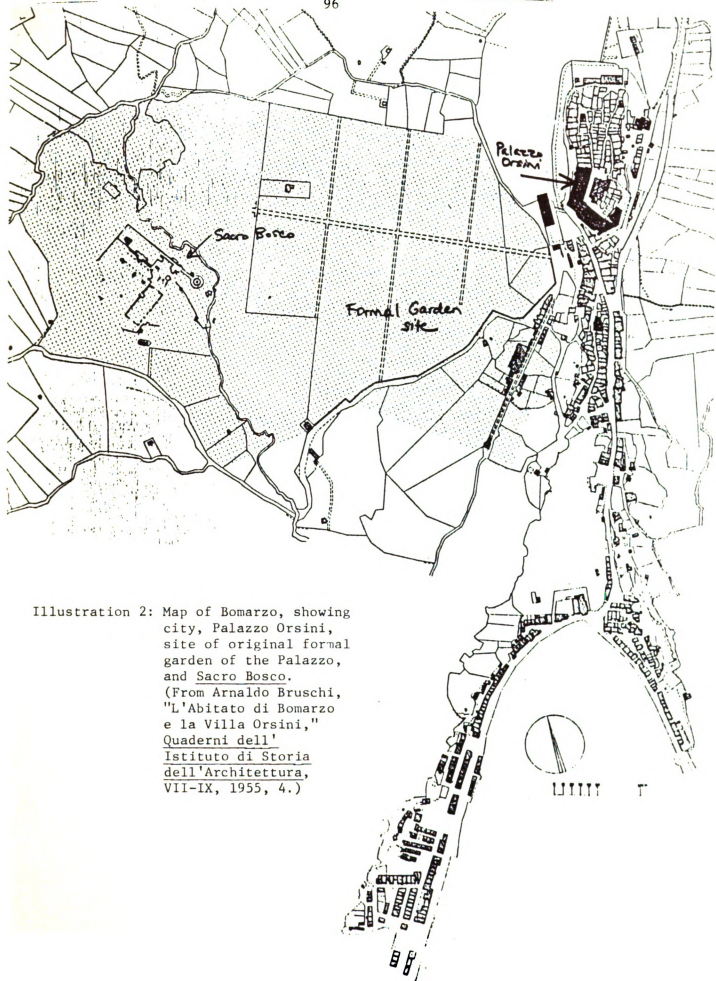 96
Palazzo
Orsini
Sacro Bosco
Formal Garden
site
Illustration 2: Map of Bomarzo, showing
city, Palazzo Orsini,
site of original formal
garden of the Palazzo,
and Sacro Bosco.
(From Arnaldo Bruschi,
"L'Abitato di Bomarzo
e la Villa Orsini,"
Quaderni dell'
Istituto di Storia
dell'Architettura,
VII-IX, 1955, 4.)